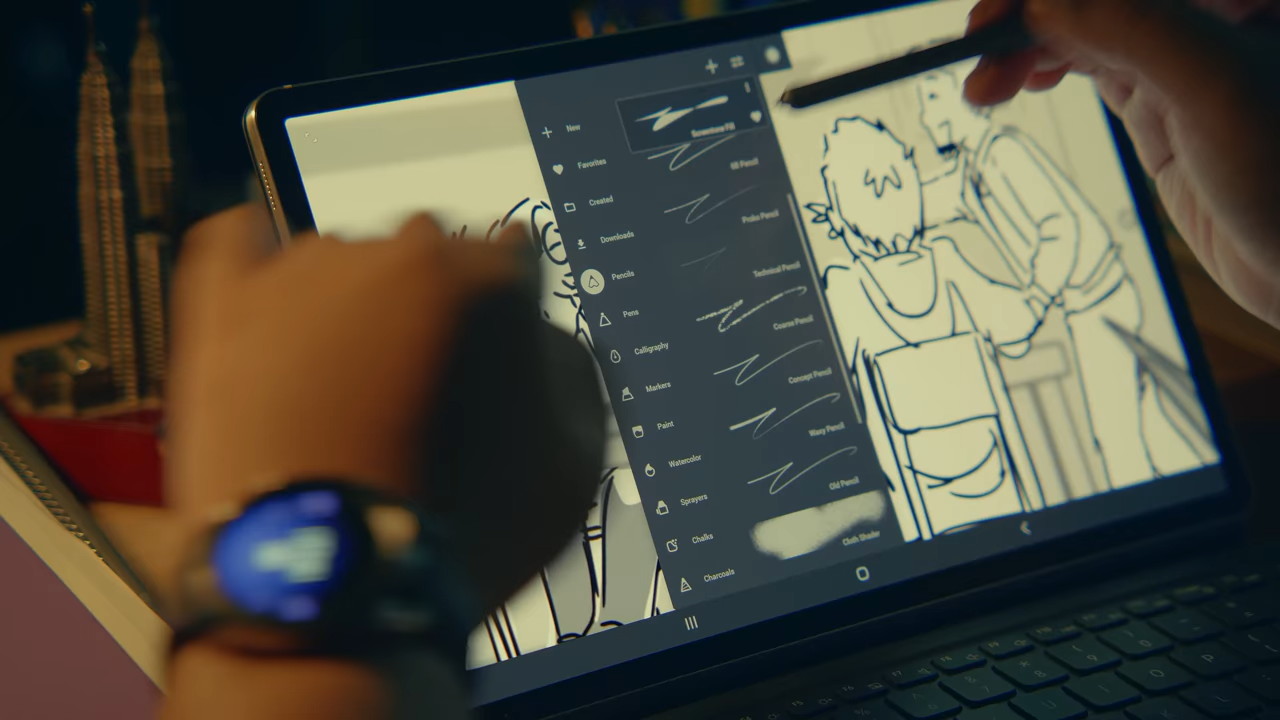 New
Favorites
Created
Downloads
Pencils
Pens
Calligraphy
Markers
Paint
Watercolor
Sprayers
Chalks
Charcoals
Screentone Fill
HB Pencil
Proko Pencil
Technical Pencil
Coarse Pencil
Concept Pencil
Waxy Pencil
Old Pencil
Cloth Shader